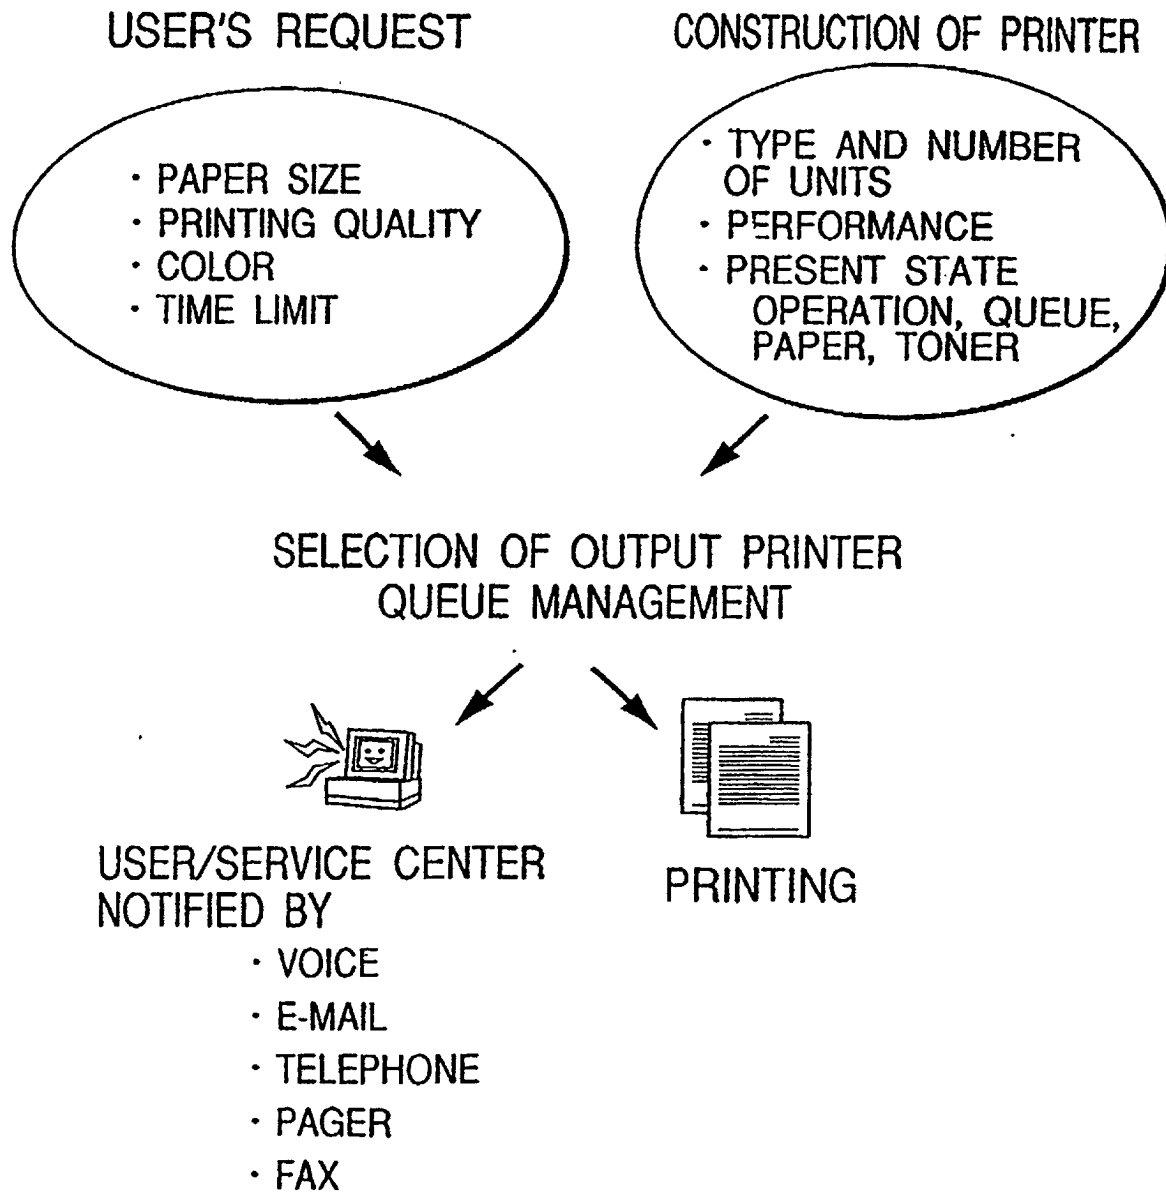 USER'S REQUEST
· PAPER SIZE
· PRINTING QUALITY
· COLOR
· TIME LIMIT
CONSTRUCTION OF PRINTER
· TYPE AND NUMBER
OF UNITS
· PERFORMANCE
· PRESENT STATE
OPERATION, QUEUE,
PAPER, TONER
SELECTION OF OUTPUT PRINTER
QUEUE MANAGEMENT
USER/SERVICE CENTER
NOTIFIED BY
· VOICE
· E-MAIL
· TELEPHONE
· PAGER
· FAX
PRINTING